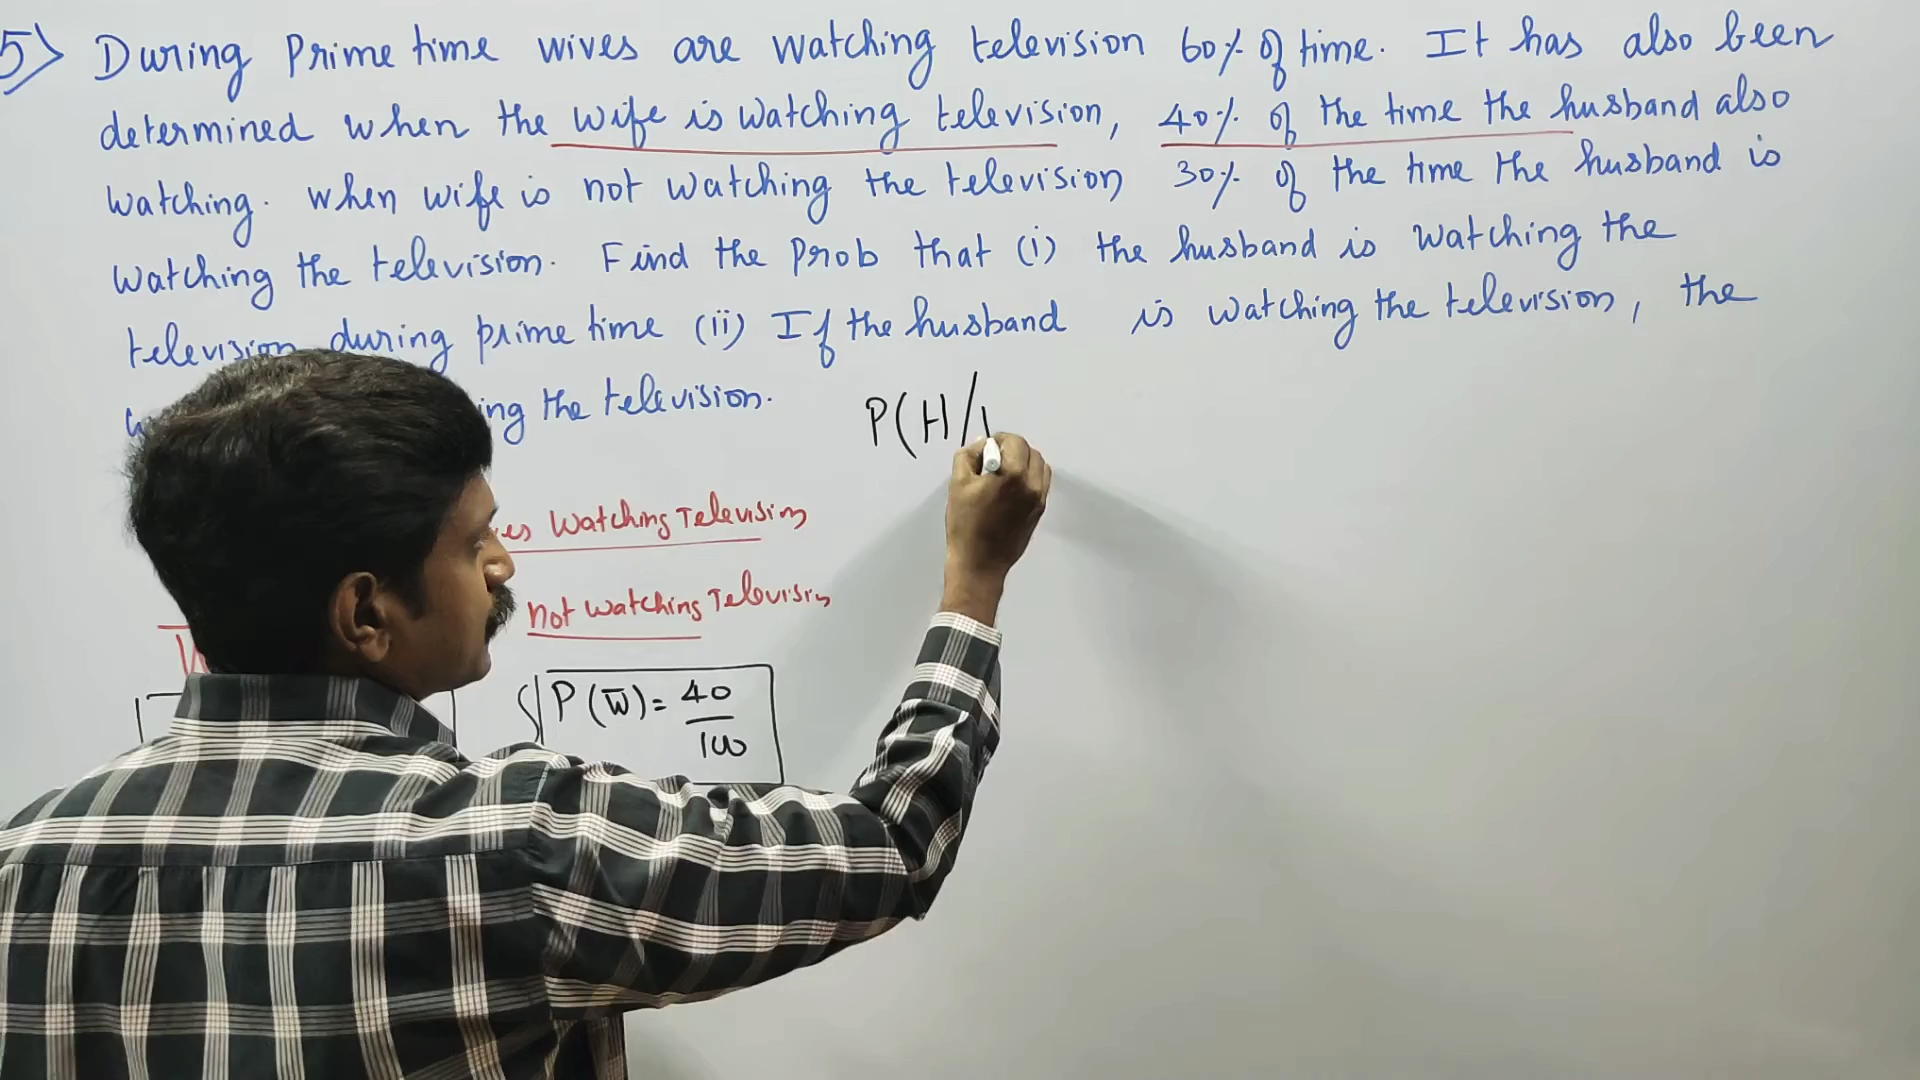 5) During Prime time wives are watching television 60% of time. It has also been
determined when the wife is watching television, 40% of the time the husband also
watching. when wife is not watching the television 30% of the time the husband is
watching the television. Find the prob that (i) the husband is watching the
television during prime time (ii) If the husband is watching the television, the
ing the television.
P(H/
es Watching Television
not watching Television
P(W̅) = 40/100